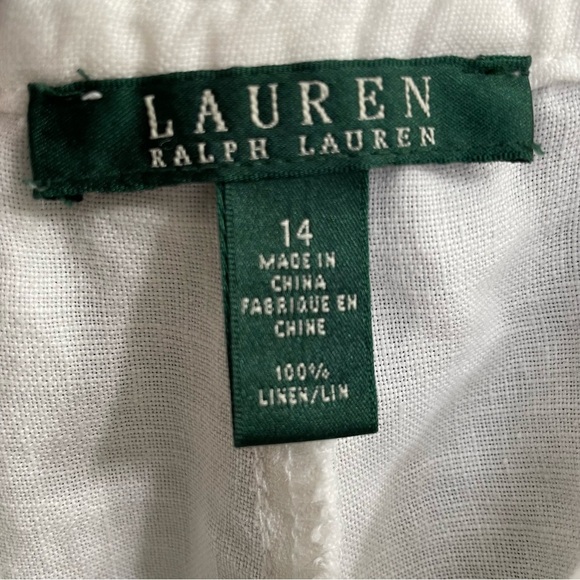 LAUREN
RALPH LAUREN
14
MADE IN
CHINA
FABRIQUE EN
CHINE
100%
LINEN/LIN